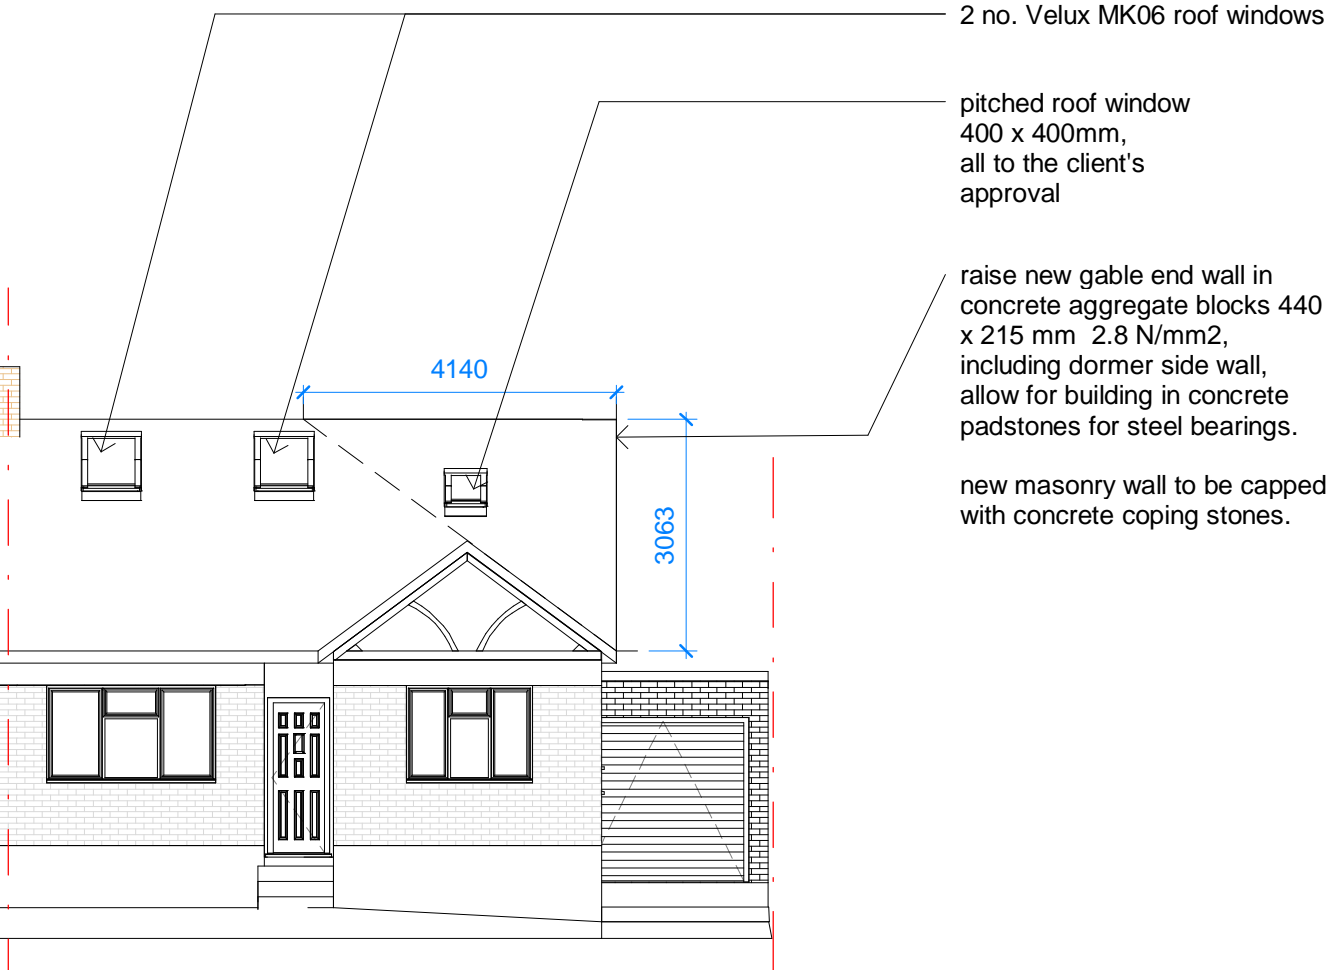 2 no. Velux MK06 roof windows
pitched roof window
400 x 400mm,
all to the client's
approval
raise new gable end wall in
concrete aggregate blocks 440
x 215 mm  2.8 N/mm2,
including dormer side wall,
allow for building in concrete
padstones for steel bearings.
new masonry wall to be capped
with concrete coping stones.
4140
3063